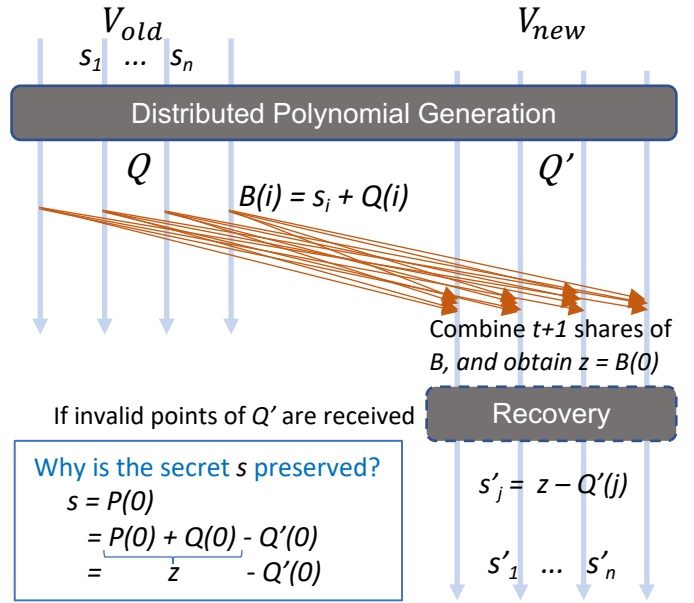 V_old V_new
s_1 ... s_n
Distributed Polynomial Generation
Q Q'
B(i) = s_i + Q(i)
Combine t+1 shares of
B, and obtain z = B(0)
If invalid points of Q' are received
Recovery
Why is the secret s preserved?
s = P(0)
= P(0) + Q(0) - Q'(0)
= z - Q'(0)
s'_j = z – Q'(j)
s'_1 ... s'_n